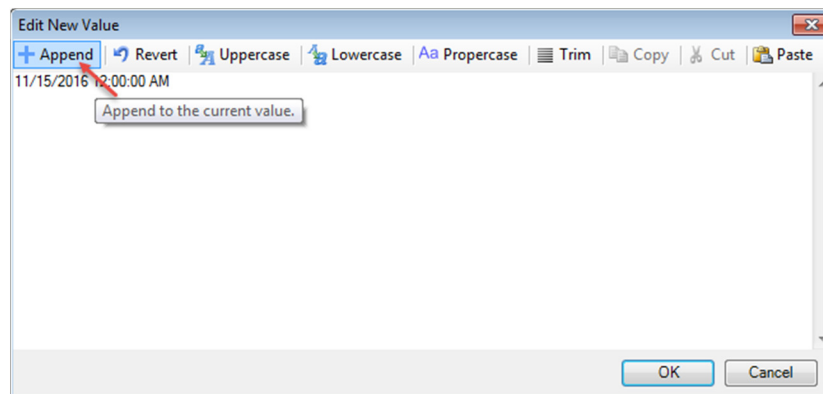 Edit New Value
Append Revert Uppercase Lowercase Aa Propercase Trim Copy Cut Paste
11/15/2016 12:00:00 AM
Append to the current value.
OK Cancel